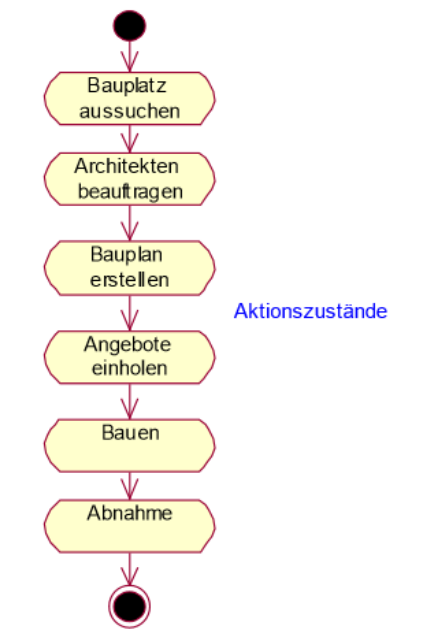 Bauplatz
aussuchen
Architekten
beauftragen
Bauplan
erstellen
Aktionszustände
Angebote
einholen
Bauen
Abnahme